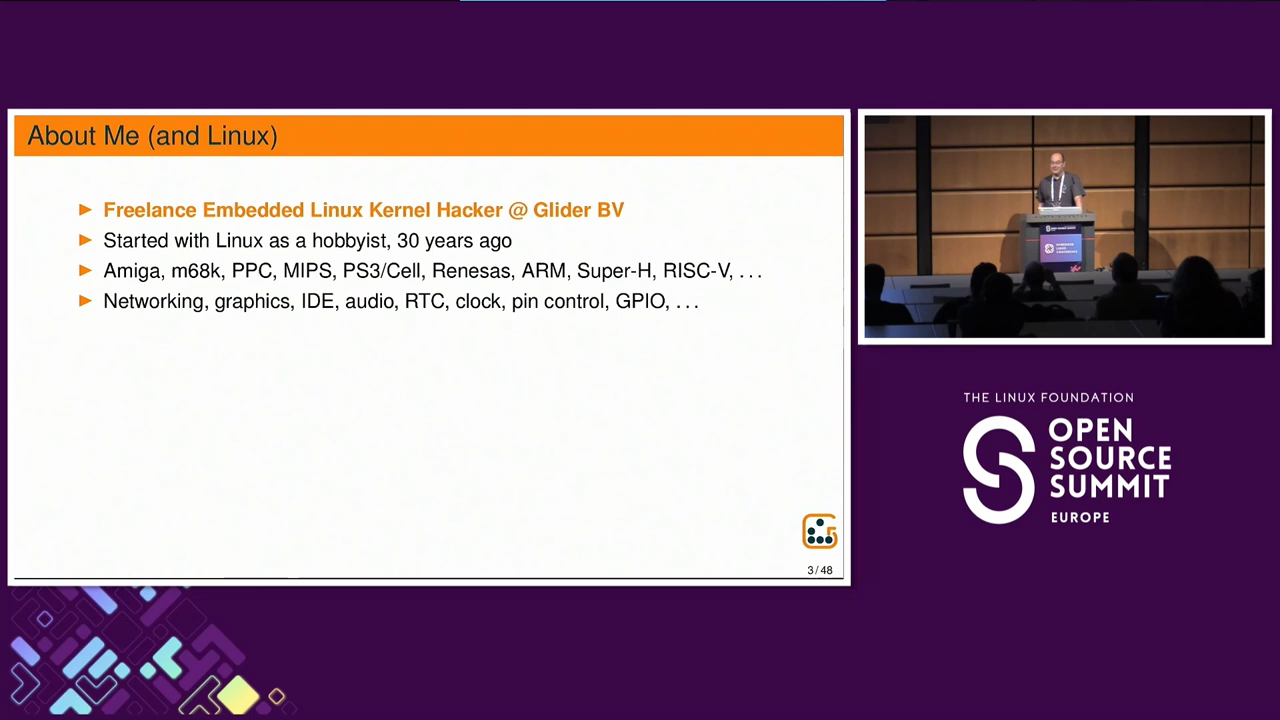 About Me (and Linux)
Freelance Embedded Linux Kernel Hacker @ Glider BV
Started with Linux as a hobbyist, 30 years ago
Amiga, m68k, PPC, MIPS, PS3/Cell, Renesas, ARM, Super-H, RISC-V, . . .
Networking, graphics, IDE, audio, RTC, clock, pin control, GPIO, . . .
3 / 48
THE LINUX FOUNDATION
OPEN
SOURCE
SUMMIT
EUROPE